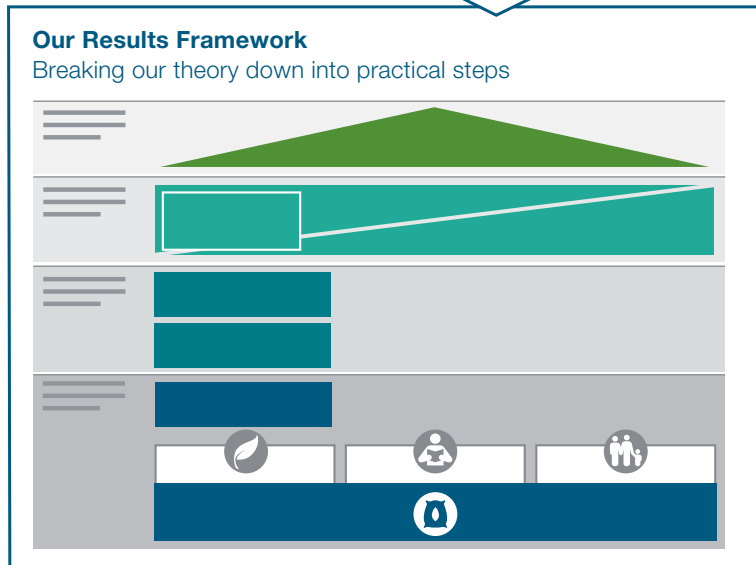 Our Results Framework
Breaking our theory down into practical steps